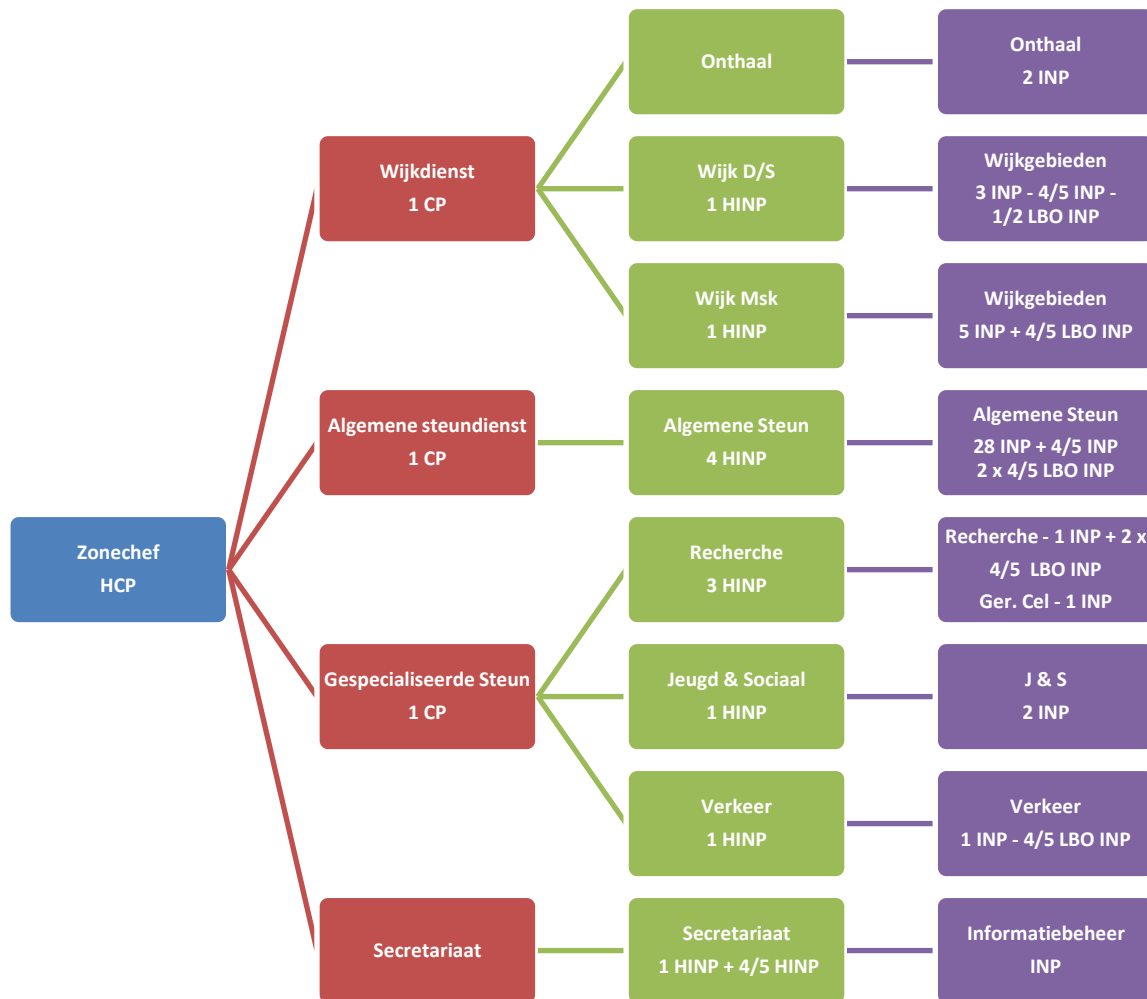 Onthaal
Onthaal
2 INP
Wijkdienst
1 CP
Wijk D/S
1 HINP
Wijkgebieden
3 INP - 4/5 INP -
1/2 LBO INP
Wijk Msk
1 HINP
Wijkgebieden
5 INP + 4/5 LBO INP
Algemene steundienst
1 CP
Algemene Steun
4 HINP
Algemene Steun
28 INP + 4/5 INP
2 x 4/5 LBO INP
Zonechef
HCP
Recherche
3 HINP
Recherche - 1 INP + 2 x
4/5 LBO INP
Ger. Cel - 1 INP
Gespecialiseerde Steun
1 CP
Jeugd & Sociaal
1 HINP
J & S
2 INP
Verkeer
1 HINP
Verkeer
1 INP - 4/5 LBO INP
Secretariaat
Secretariaat
1 HINP + 4/5 HINP
Informatiebeheer
INP